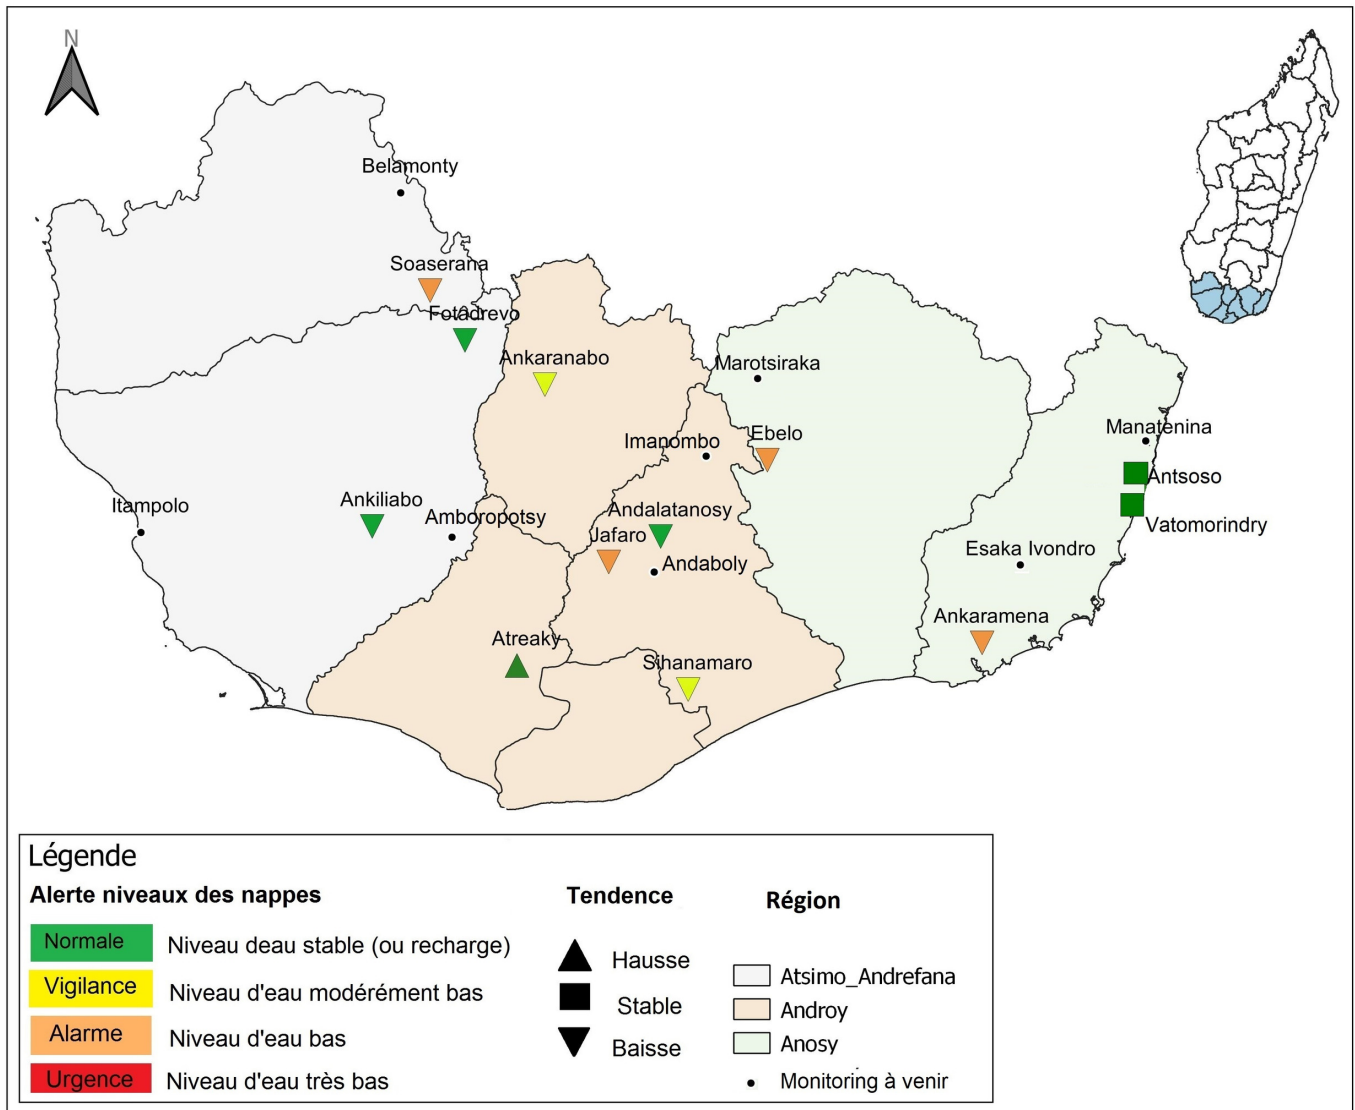 N
Belamonty
Soaserana
Fotadrevo
Ankaranabo
Marotsiraka
Manatenina
Imanombo
Ebelo
Antsoso
Itampolo
Ankiliabo
Amboropotsy
Andalatanosy
Vatomorindry
Jafaro
Esaka Ivondro
Andaboly
Ankaramena
Atreaky
Sihanamaro
Légende
Alerte niveaux des nappes
Normale Niveau deau stable (ou recharge)
Vigilance Niveau d'eau modérément bas
Alarme Niveau d'eau bas
Urgence Niveau d'eau très bas
Tendence
Hausse
Stable
Baisse
Région
Atsimo_Andrefana
Androy
Anosy
Monitoring à venir